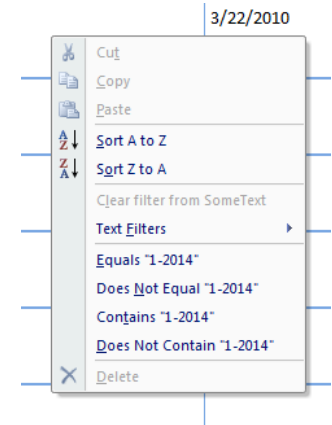 3/22/2010
Cut
Copy
Paste
Sort A to Z
Sort Z to A
Clear filter from SomeText
Text Filters
Equals "1-2014"
Does Not Equal "1-2014"
Contains "1-2014"
Does Not Contain "1-2014"
Delete